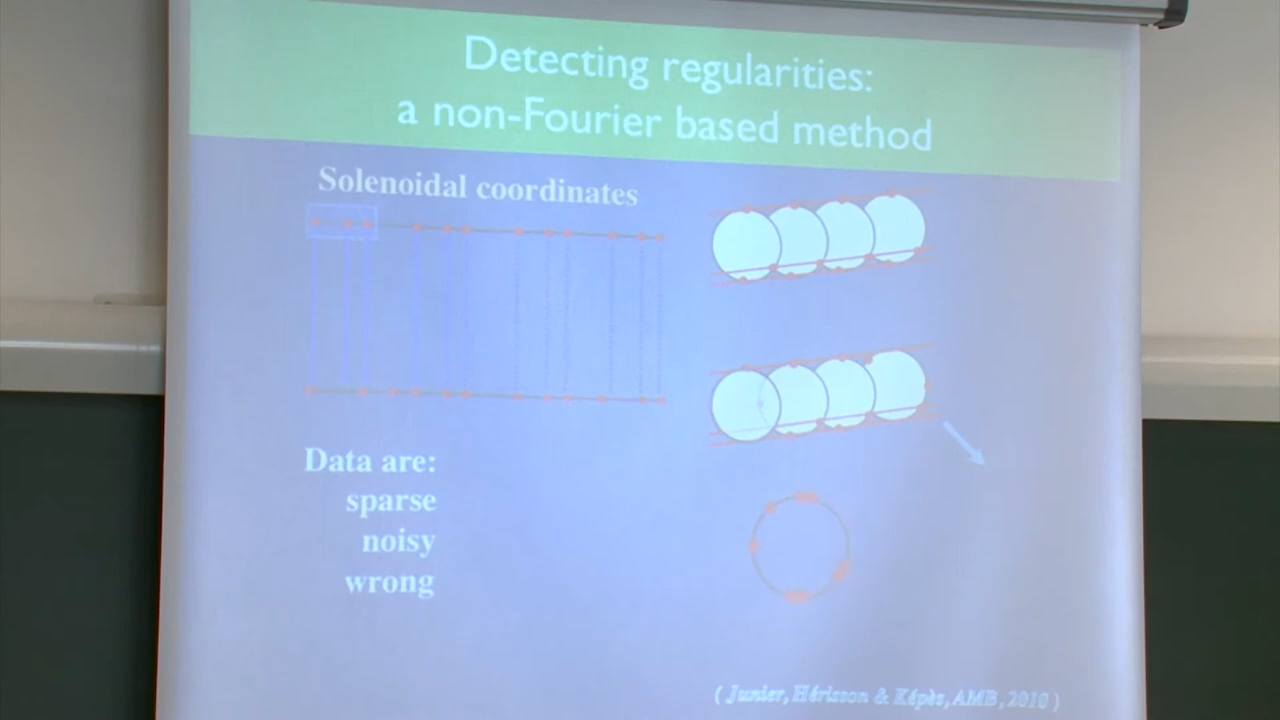 Detecting regularities:
a non-Fourier based method
Solenoidal coordinates
Data are:
sparse
noisy
wrong
( Junier, Hérisson & Képès, AMB, 2010 )